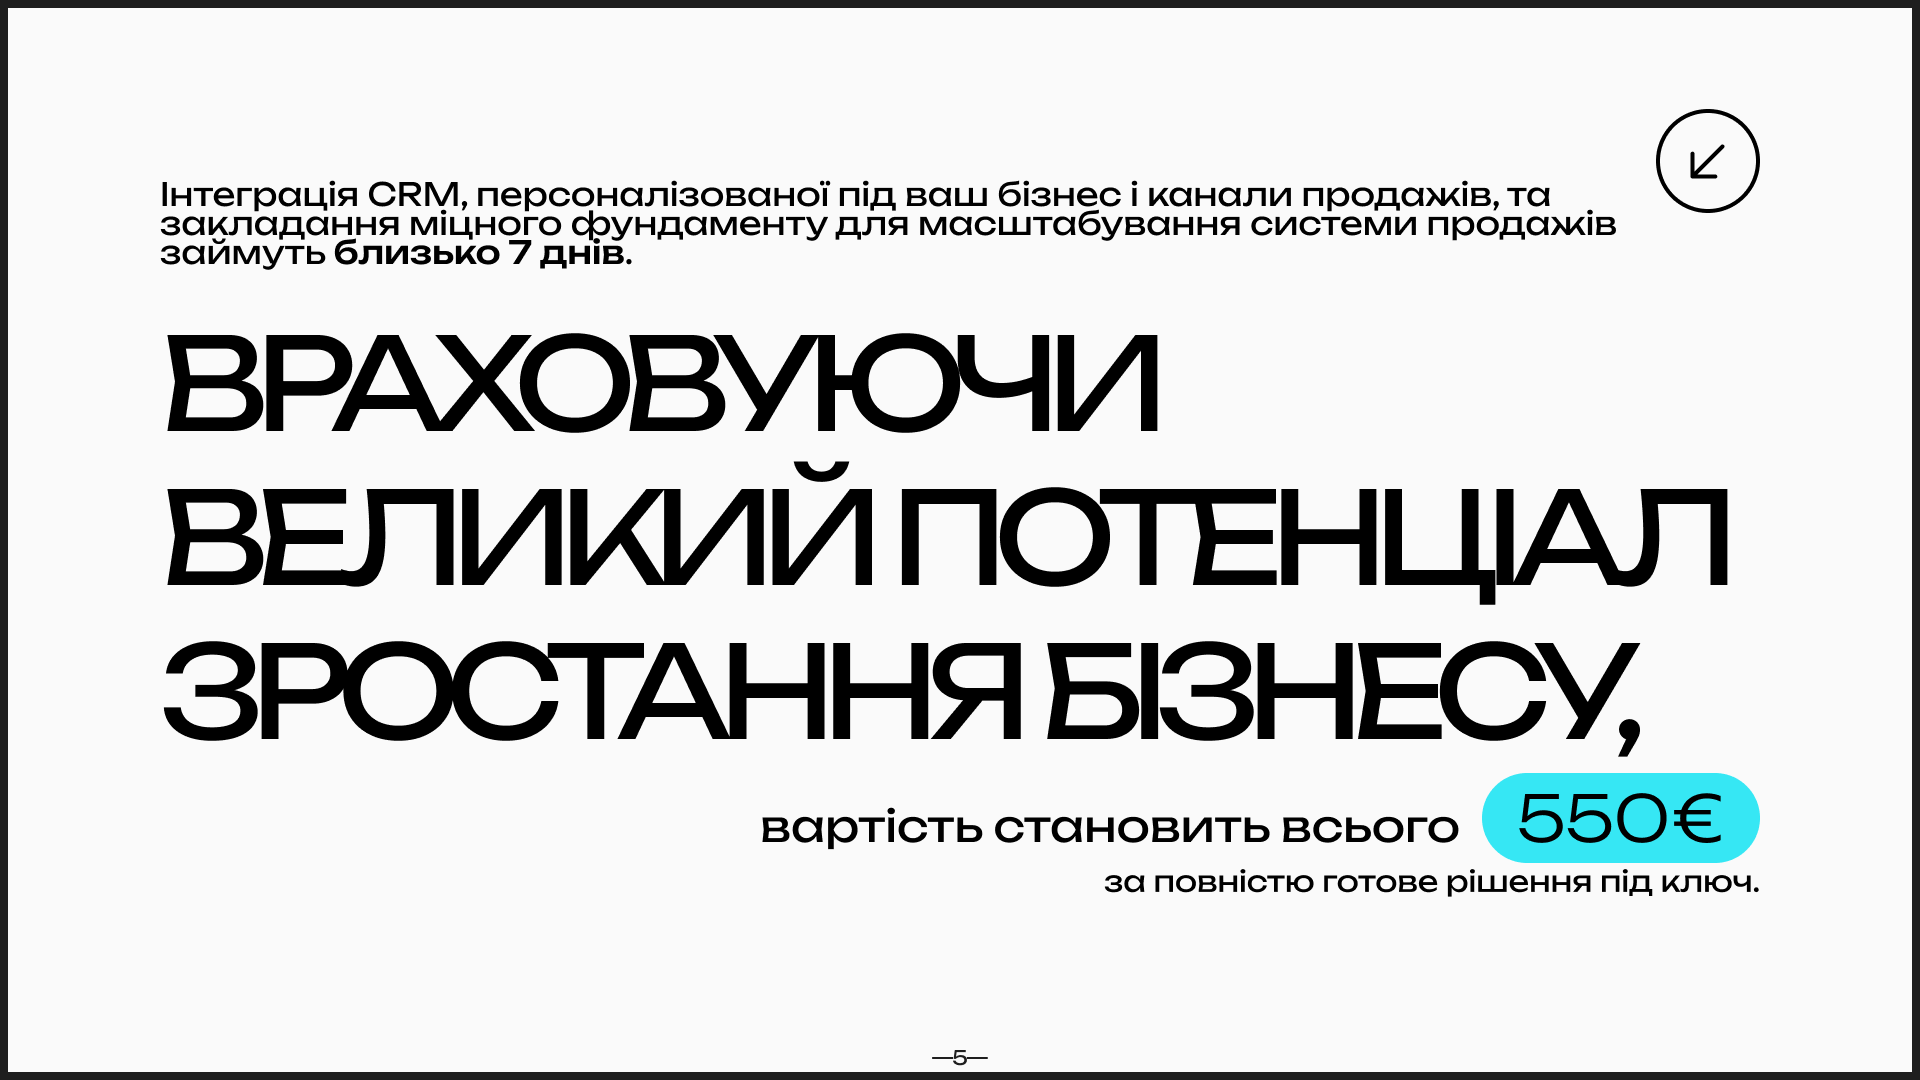 Інтеграція CRM, персоналізованої під ваш бізнес і канали продажів, та
закладання міцного фундаменту для масштабування системи продажів
займуть близько 7 днів.
ВРАХОВУЮЧИ
ВЕЛИКИЙ ПОТЕНЦІАЛ
ЗРОСТАННЯ БІЗНЕСУ,
вартість становить всього 550€
за повністю готове рішення під ключ.
—5—